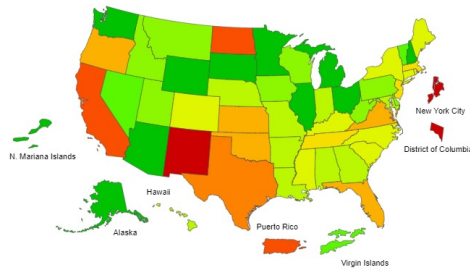 New York City
District of Columbia
N. Mariana Islands
Hawaii
Alaska
Puerto Rico
Virgin Islands